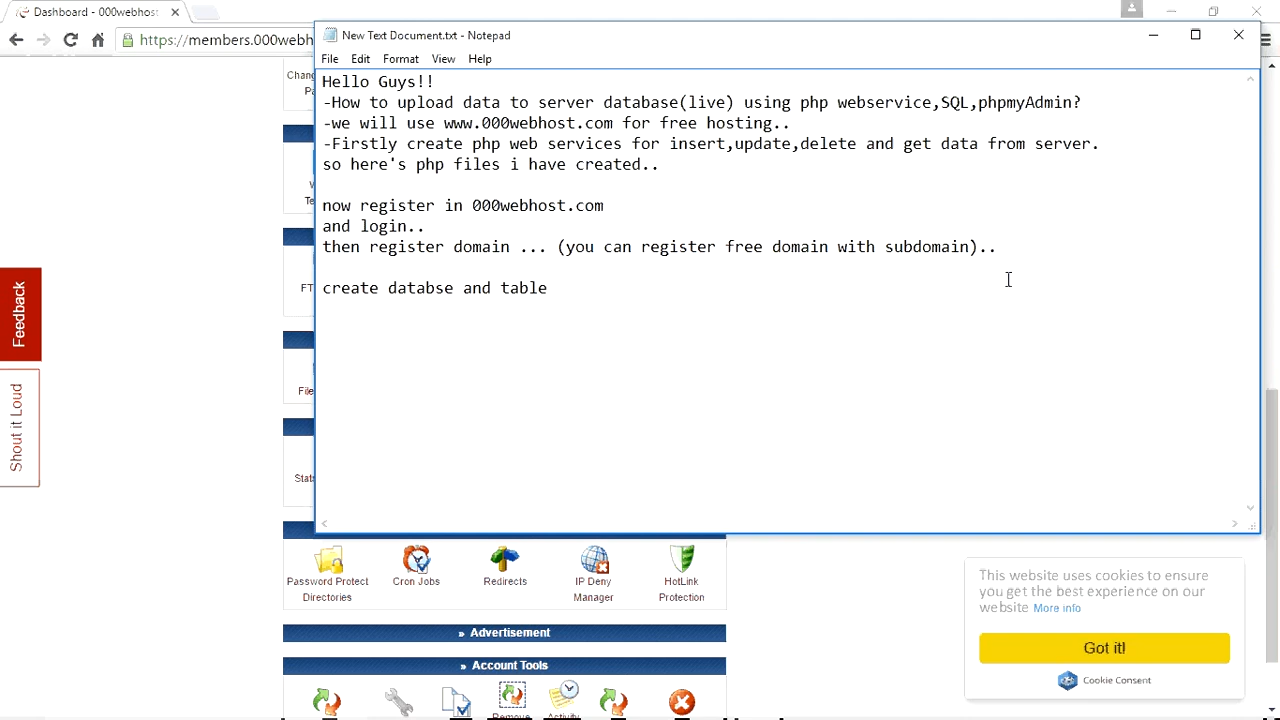 Dashboard - 000webhost
https://members.000webh
New Text Document.txt - Notepad
File Edit Format View Help
Hello Guys!!
-How to upload data to server database(live) using php webservice,SQL,phpmyAdmin?
-we will use www.000webhost.com for free hosting..
-Firstly create php web services for insert,update,delete and get data from server.
so here's php files i have created..
now register in 000webhost.com
and login..
then register domain ... (you can register free domain with subdomain)..
create databse and table
Feedback
Shout it Loud
Password Protect Directories
Cron Jobs
Redirects
IP Deny Manager
HotLink Protection
» Advertisement
» Account Tools
Remove
Activity
This website uses cookies to ensure
you get the best experience on our
website More info
Got it!
Cookie Consent